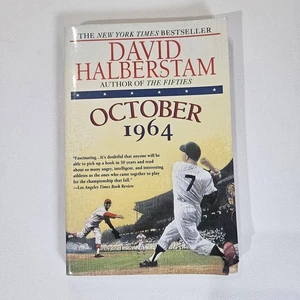 THE NEW YORK TIMES BESTSELLER
DAVID
HALBERSTAM
AUTHOR OF THE FIFTIES
OCTOBER
1964
"Fascinating...It's doubtful that anyone will be
able to pick up a book in 30 years and read
about so many angry, intelligent, and interesting
athletes as the ones who came together to play
for the championship that fall."
—Los Angeles Times Book Review
7